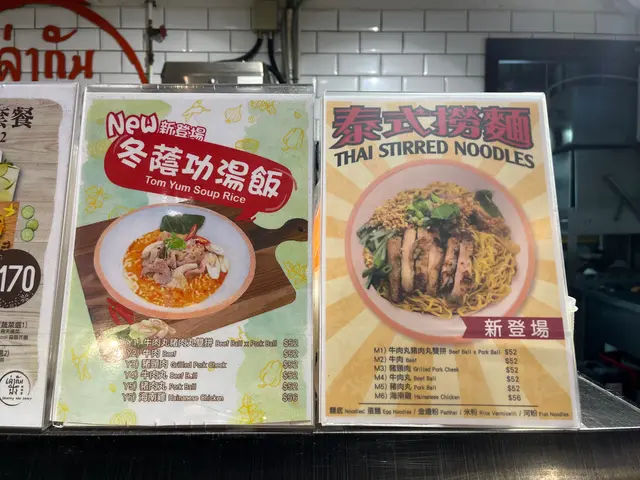 ล่ากัน
套餐
170
New 新登場
冬蔭功湯飯
Tom Yum Soup Rice
Y1) 牛肉丸豬肉丸雙拼 Beef Ball x Pork Ball $52
Y2) 牛肉 Beef $52
Y3) 豬頸肉 Grilled Pork Cheek $52
Y4) 牛肉丸 Beef Ball $52
Y5) 豬肉丸 Pork Ball $52
Y6) 海南雞 Hainanese Chicken $56
泰式撈麵
THAI STIRRED NOODLES
新登場
M1) 牛肉丸豬肉丸雙拼 Beef Ball x Pork Ball $52
M2) 牛肉 Beef $52
M3) 豬頸肉 Grilled Pork Cheek $52
M4) 牛肉丸 Beef Ball $52
M5) 豬肉丸 Pork Ball $52
M6) 海南雞 Hainanese Chicken $56
麵底 Noodles: 蛋麵 Egg Noodles / 金邊粉 Padthai / 米粉 Rice Vermicelli / 河粉 Flat Noodles